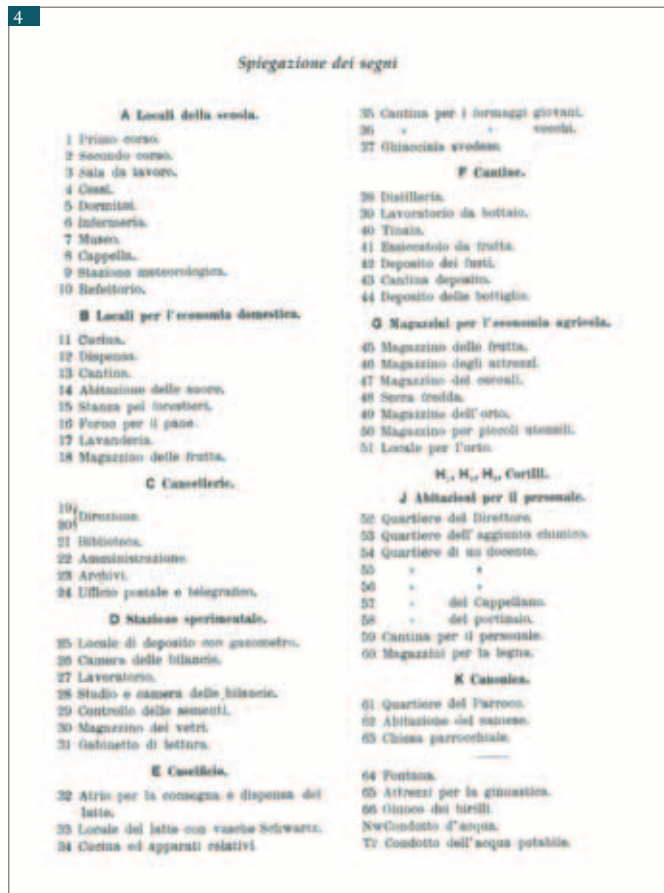 4
Spiegazione dei segni
A Locali della scuola.
1 Primo corso.
2 Secondo corso.
3 Sala da lavoro.
4 Cessi.
5 Dormitoi.
6 Infermeria.
7 Museo.
8 Cappella.
9 Stazione meteorologica.
10 Refettorio.
B Locali per l'economia domestica.
11 Cucina.
12 Dispensa.
13 Cantina.
14 Abitazione delle suore.
15 Stanza pei forestieri.
16 Forno per il pane.
17 Lavanderia.
18 Magazzino delle frutta.
C Cancellerie.
19
20 Direzione.
21 Biblioteca.
22 Amministrazione.
23 Archivi.
24 Ufficio postale e telegrafico.
D Stazione sperimentale.
25 Locale di deposito con gazometro.
26 Camera delle bilancie.
27 Lavoratorio.
28 Studio e camera delle bilancie.
29 Controllo delle sementi.
30 Magazzino dei vetri.
31 Gabinetto di lettura.
E Caseificio.
32 Atrio per la consegna e dispensa del
latte.
33 Locale del latte con vasche Schwartz.
34 Cucina ed apparati relativi
35 Cantina per i formaggi giovani.
36 " " vecchi.
37 Ghiacciaia svedese
F Cantine.
38 Distilleria.
39 Lavoratorio da bottaio.
40 Tinaia.
41 Essiccatoio da frutta.
42 Deposito dei fusti.
43 Cantina deposito.
44 Deposito delle bottiglie.
G Magazzini per l'economia agricola.
45 Magazzino delle frutta.
46 Magazzino degli attrezzi.
47 Magazzino dei cereali.
48 Serra fredda.
49 Magazzino dell'orto.
50 Magazzino per piccoli utensili.
51 Locale per l'orto.
H₁, H₂, H₃, Cortili.
J Abitazioni per il personale.
52 Quartiere del Direttore.
53 Quartiere dell'aggiunto chimico.
54 Quartiere di un docente.
55 " "
56 " "
57 " del Cappellano.
58 " del portinaio.
59 Cantina per il personale.
60 Magazzini per la legna.
K Canonica.
61 Quartiere del Parroco.
62 Abitazione del santese.
63 Chiesa parrocchiale.
64 Fontana.
65 Attrezzi per la ginnastica.
66 Giuoco dei birilli.
Nw Condotto d'acqua.
Tr Condotto dell'acqua potabile.